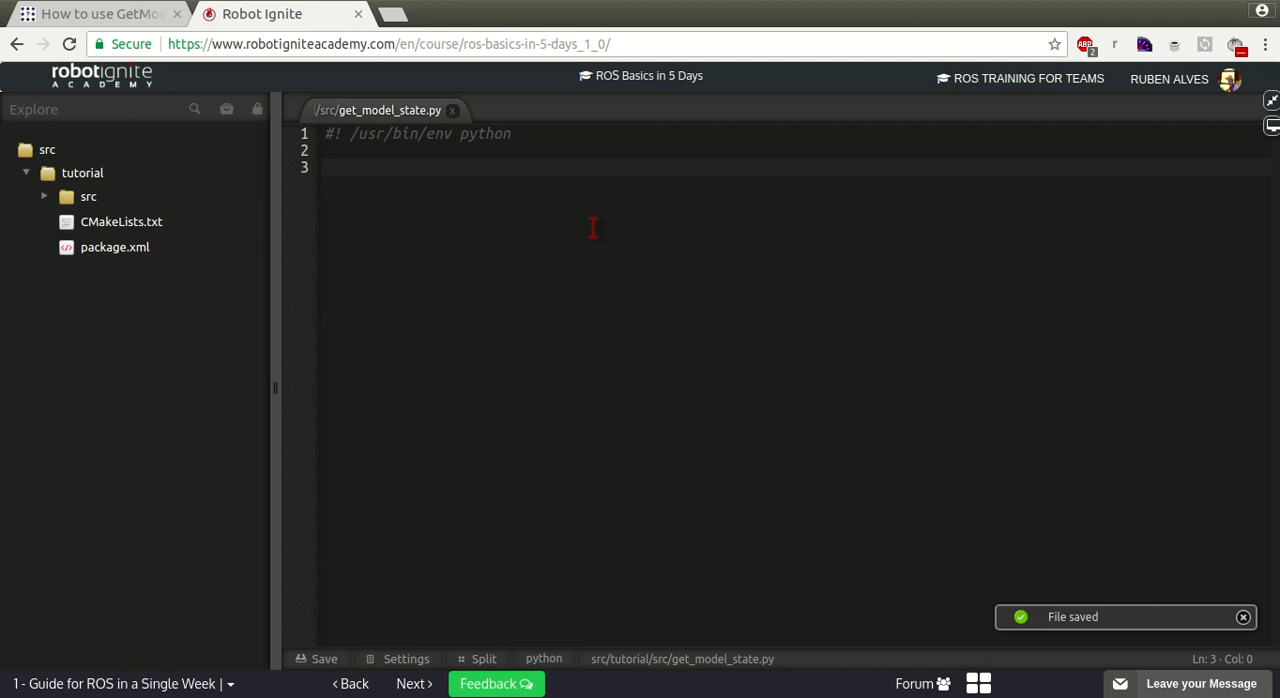 How to use GetMo
Robot Ignite
Secure
https://www.robotigniteacademy.com/en/course/ros-basics-in-5-days_1_0/
ABP
2
r
robotignite
ACADEMY
ROS Basics in 5 Days
ROS TRAINING FOR TEAMS
RUBEN ALVES
Explore
/src/get_model_state.py
1 #! /usr/bin/env python
2
3
src
tutorial
src
CMakeLists.txt
package.xml
File saved
Save
Settings
Split
python
src/tutorial/src/get_model_state.py
Ln: 3 · Col: 0
1 - Guide for ROS in a Single Week |
Back
Next
Feedback
Forum
Leave your Message